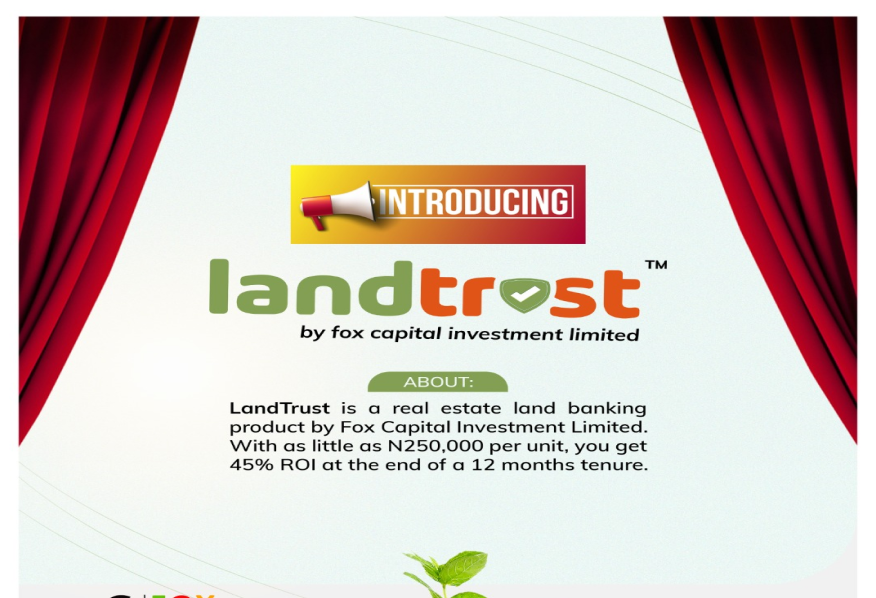 INTRODUCING
landtrust™
by fox capital investment limited
ABOUT:
LandTrust is a real estate land banking
product by Fox Capital Investment Limited.
With as little as N250,000 per unit, you get
45% ROI at the end of a 12 months tenure.